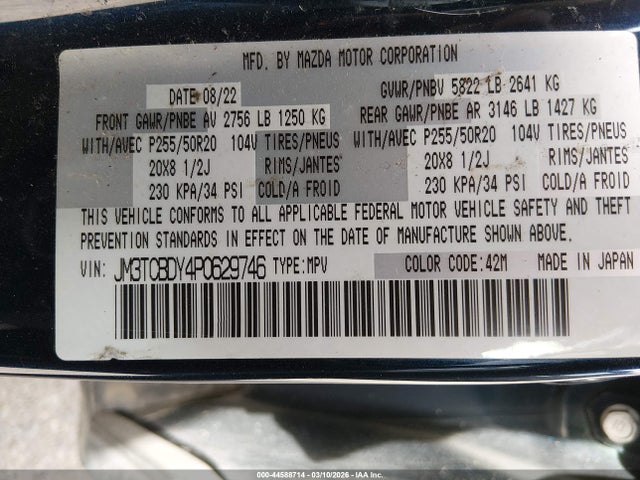 MFD. BY MAZDA MOTOR CORPORATION
DATE 08/22 GVWR/PNBV 5822 LB 2641 KG
FRONT GAWR/PNBE AV 2756 LB 1250 KG REAR GAWR/PNBE AR 3146 LB 1427 KG
WITH/AVEC P255/50R20 104V TIRES/PNEUS WITH/AVEC P255/50R20 104V TIRES/PNEUS
20X8 1/2J RIMS/JANTES 20X8 1/2J RIMS/JANTES
230 KPA/34 PSI COLD/A FROID 230 KPA/34 PSI COLD/A FROID
THIS VEHICLE CONFORMS TO ALL APPLICABLE FEDERAL MOTOR VEHICLE SAFETY AND THEFT
PREVENTION STANDARDS IN EFFECT ON THE DATE OF MANUFACTURE SHOWN ABOVE.
VIN: JM3TCBDY4P0629746 TYPE:MPV COLOR CODE:42M MADE IN JAPAN
000-44588714 - 03/10/2026 - IAA Inc.